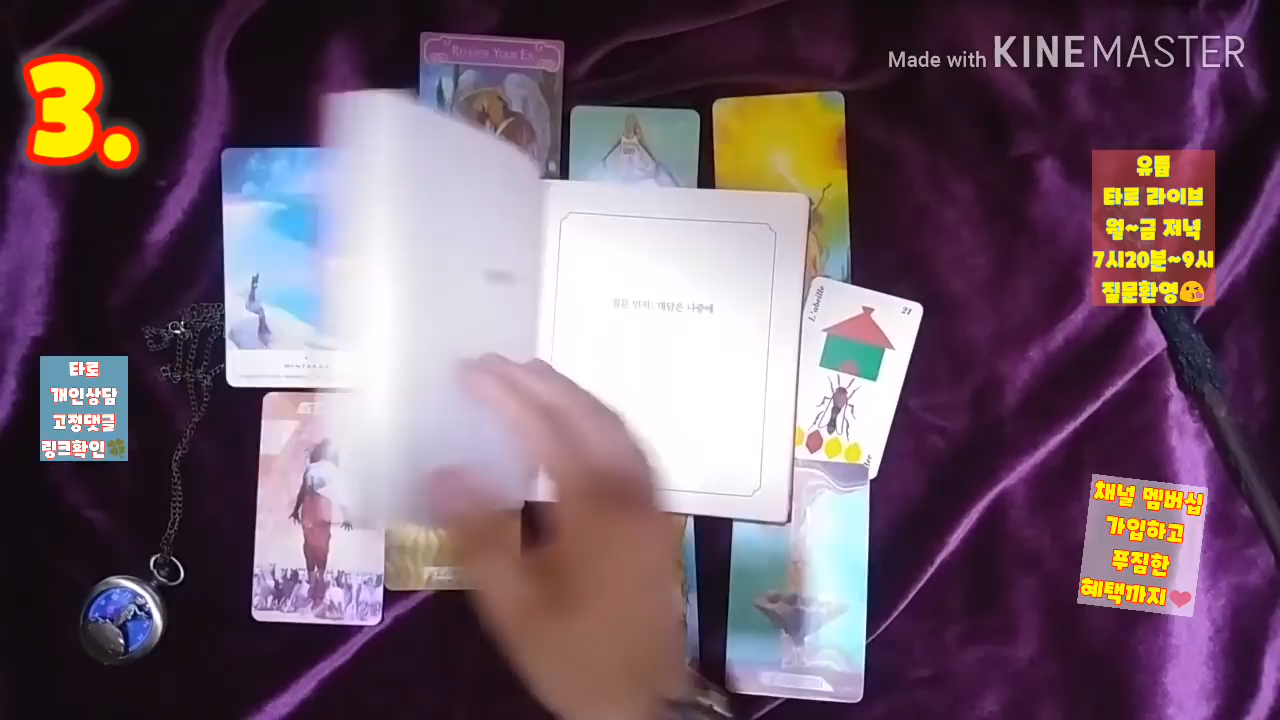 3.
Made with KINEMASTER
유튭
타로 라이브
월~금 저녁
7시20분~9시
질문환영😘
질문 먼저! 대답은 나중에
L'abeille
21
타로
개인상담
고정댓글
링크확인🍀
채널 멤버십
가입하고
푸짐한
혜택까지❤